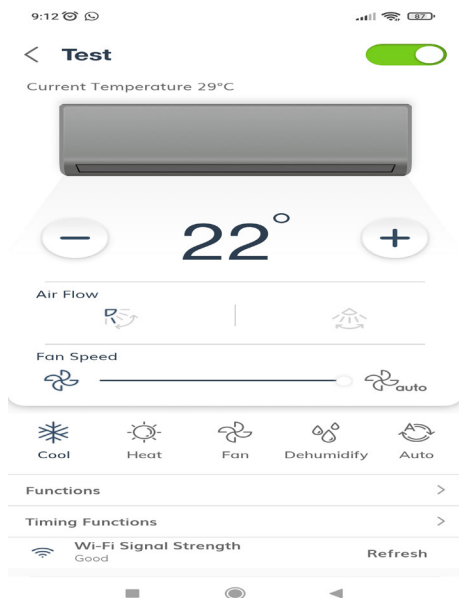 9:12 87
Test
Current Temperature 29°C
22°
Air Flow
Fan Speed
auto
Cool Heat Fan Dehumidify Auto
Functions
Timing Functions
Wi-Fi Signal Strength
Good
Refresh